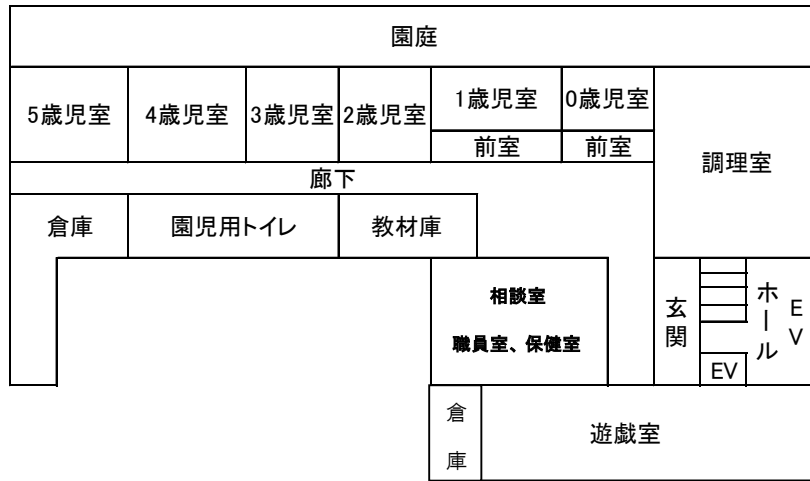 園庭
5歳児室 4歳児室 3歳児室 2歳児室 1歳児室 0歳児室
前室 前室
調理室
廊下
倉庫 園児用トイレ 教材庫
相談室
職員室、保健室
玄関
ホール
EV
EV
倉庫
遊戯室